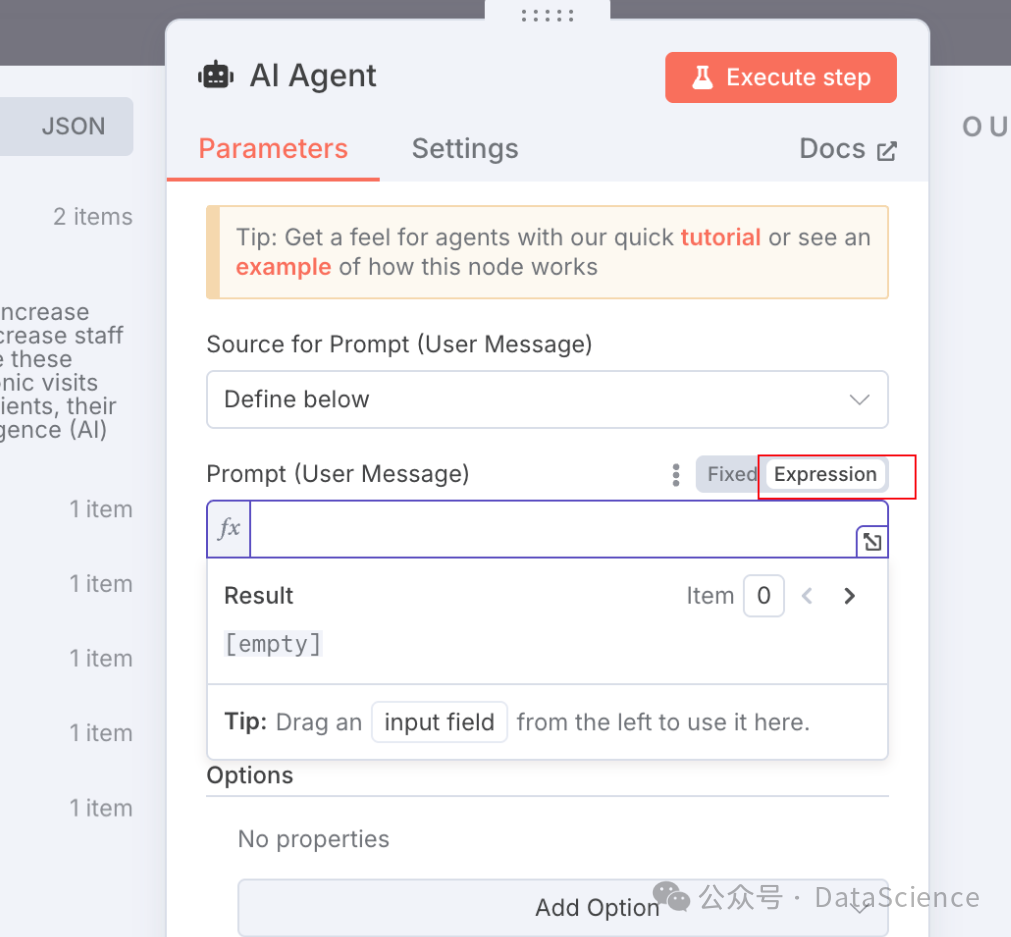 AI Agent
Execute step
JSON
OU
Parameters
Settings
Docs
2 items
Tip: Get a feel for agents with our quick tutorial or see an
example of how this node works
ncrease
crease staff
e these
nic visits
ients, their
gence (AI)
Source for Prompt (User Message)
Define below
Prompt (User Message)
Fixed
Expression
1 item
fx
Result
Item 0
1 item
[empty]
1 item
Tip: Drag an input field from the left to use it here.
1 item
Options
1 item
No properties
Add Option
公众号 · DataScience